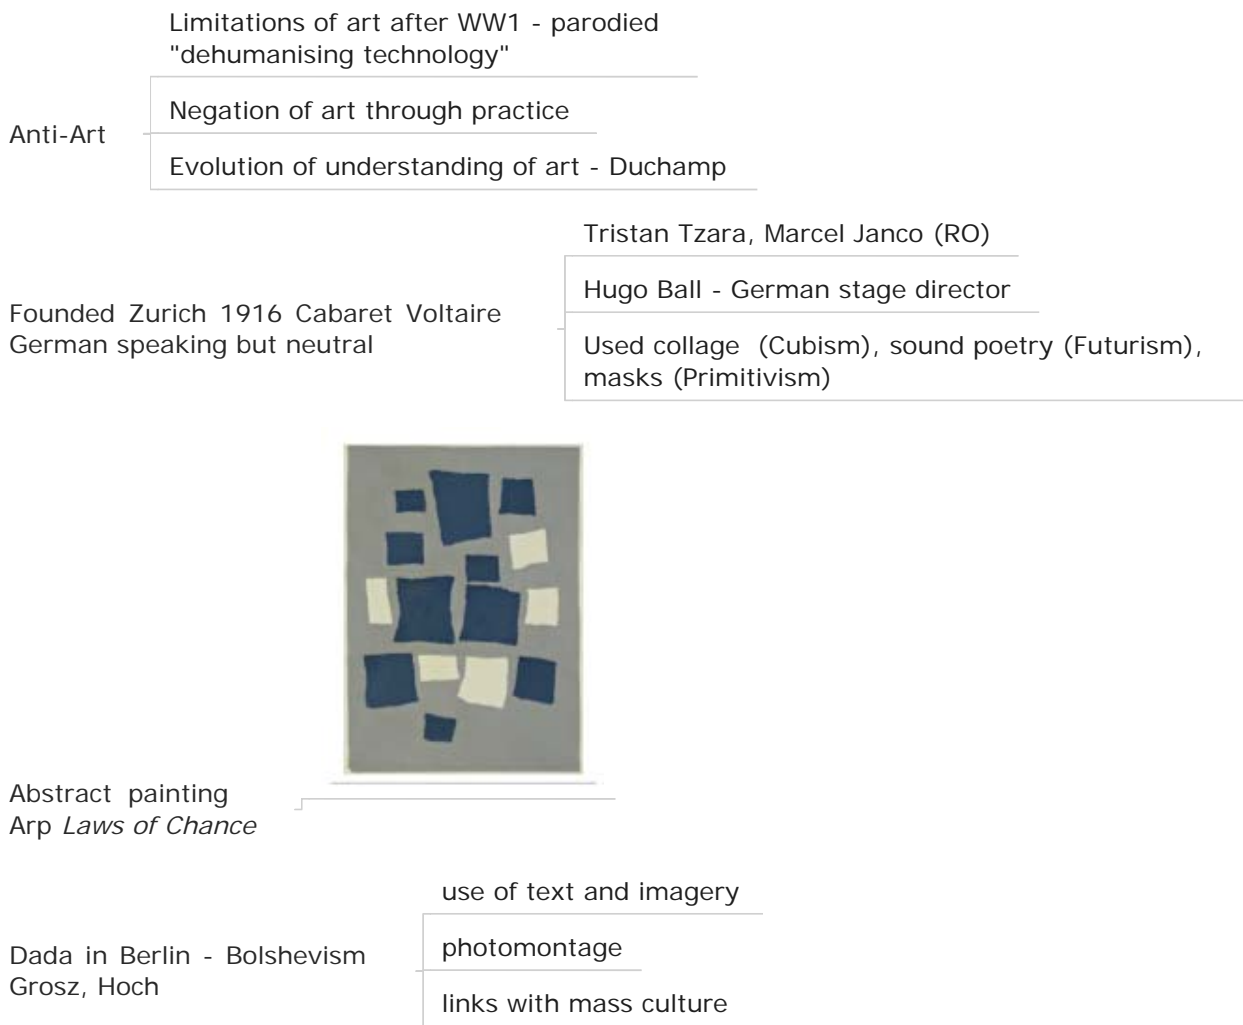 Limitations of art after WW1 - parodied
"dehumanising technology"
Anti-Art
Negation of art through practice
Evolution of understanding of art - Duchamp
Founded Zurich 1916 Cabaret Voltaire
German speaking but neutral
Tristan Tzara, Marcel Janco (RO)
Hugo Ball - German stage director
Used collage (Cubism), sound poetry (Futurism),
masks (Primitivism)
Abstract painting
Arp Laws of Chance
Dada in Berlin - Bolshevism
Grosz, Hoch
use of text and imagery
photomontage
links with mass culture